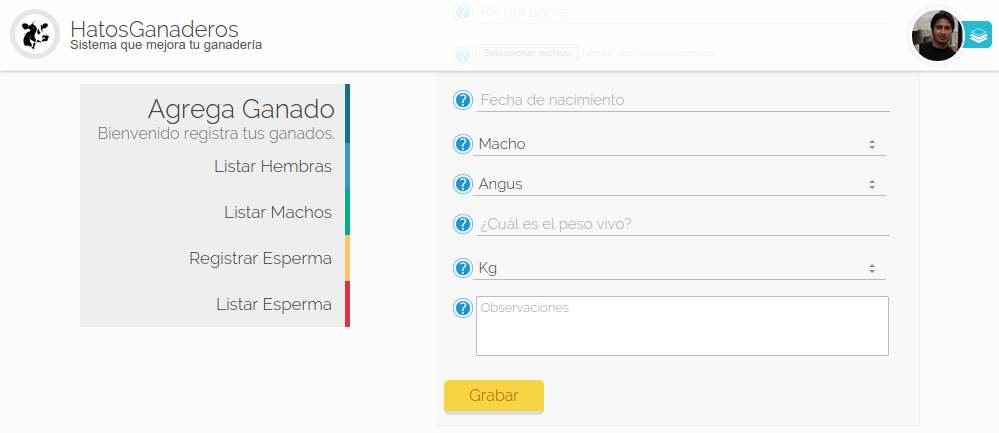 HatosGanaderos
Sistema que mejora tu ganadería
Agrega Ganado
Bienvenido registra tus ganados.
Listar Hembras
Listar Machos
Registrar Esperma
Listar Esperma
RP del padre
Seleccionar archivo Ningún archivo seleccionado
Fecha de nacimiento
Macho
Angus
¿Cuál es el peso vivo?
Kg
Observaciones
Grabar